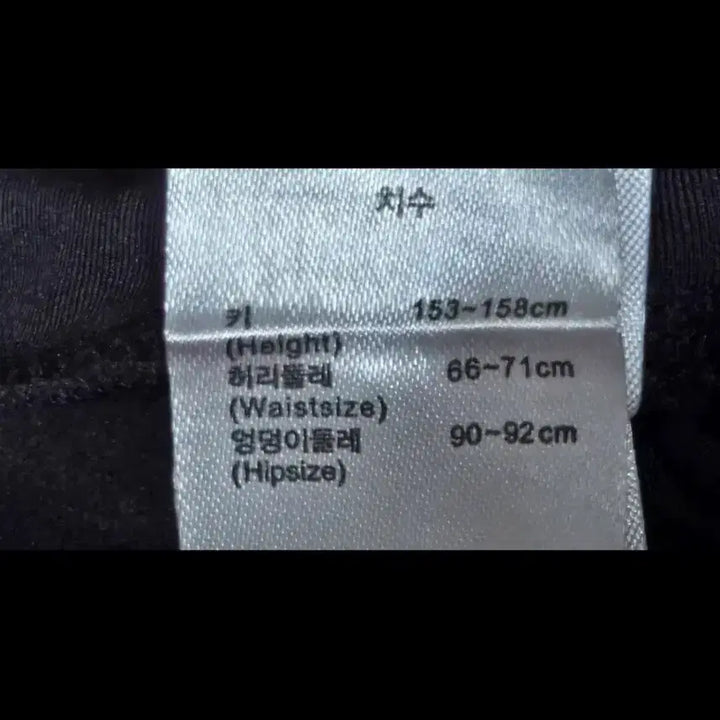 치수
키 153~158cm
(Height)
허리둘레 66~71cm
(Waistsize)
엉덩이둘레 90~92cm
(Hipsize)